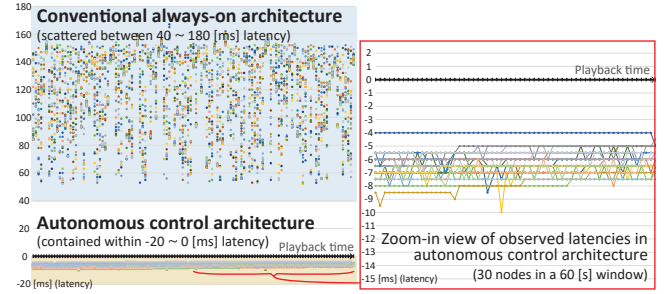 180
160
140
120
100
80
60
40
Conventional always-on architecture
(scattered between 40 ~ 180 [ms] latency)
20
0
-20
Autonomous control architecture
(contained within -20 ~ 0 [ms] latency)
Playback time
[ms] (latency)
2
1
0
-1
-2
-3
-4
-5
-6
-7
-8
-9
-10
-11
-12
-13
-14
-15
Playback time
Zoom-in view of observed latencies in
autonomous control architecture
(30 nodes in a 60 [s] window)
[ms] (latency)